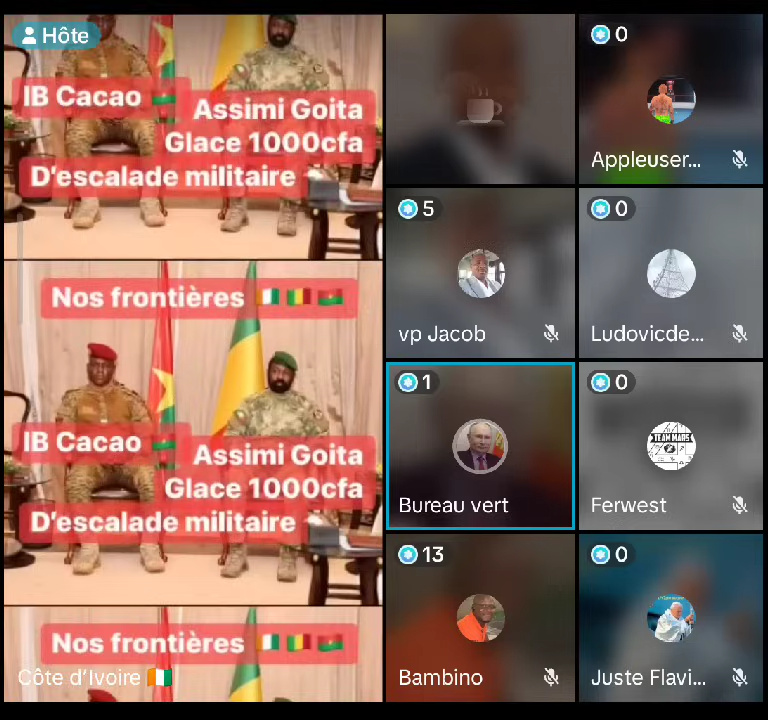 Hôte
IB Cacao
Assimi Goita
Glace 1000cfa
D'escalade militaire
Nos frontières 🇨🇮 🇲🇱 🇧🇫
IB Cacao
Assimi Goita
Glace 1000cfa
D'escalade militaire
Nos frontières 🇨🇮 🇲🇱 🇧🇫
Côte d'Ivoire 🇨🇮
0
Appleuser...
5
vp Jacob
0
Ludovicde...
1
Bureau vert
0
TEAM MARS
Ferwest
13
Bambino
0
Juste Flavi...